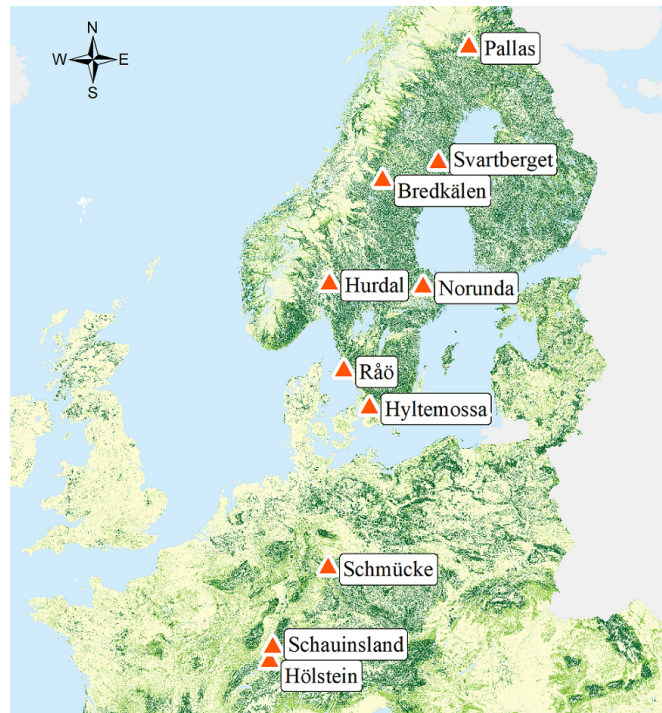 N
W E
S
Pallas
Svartberget
Bredkälen
Hurdal
Norunda
Råö
Hyltemossa
Schmücke
Schauinsland
Hölstein